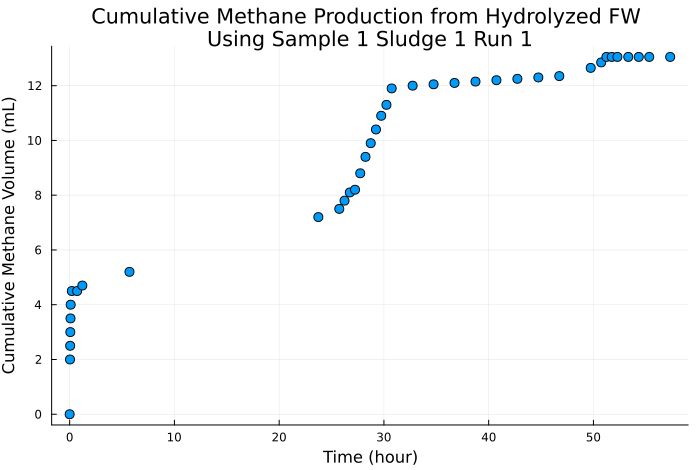 Cumulative Methane Production from Hydrolyzed FW
Using Sample 1 Sludge 1 Run 1
Cumulative Methane Volume (mL)
12
10
8
6
4
2
0
0 10 20 30 40 50
Time (hour)